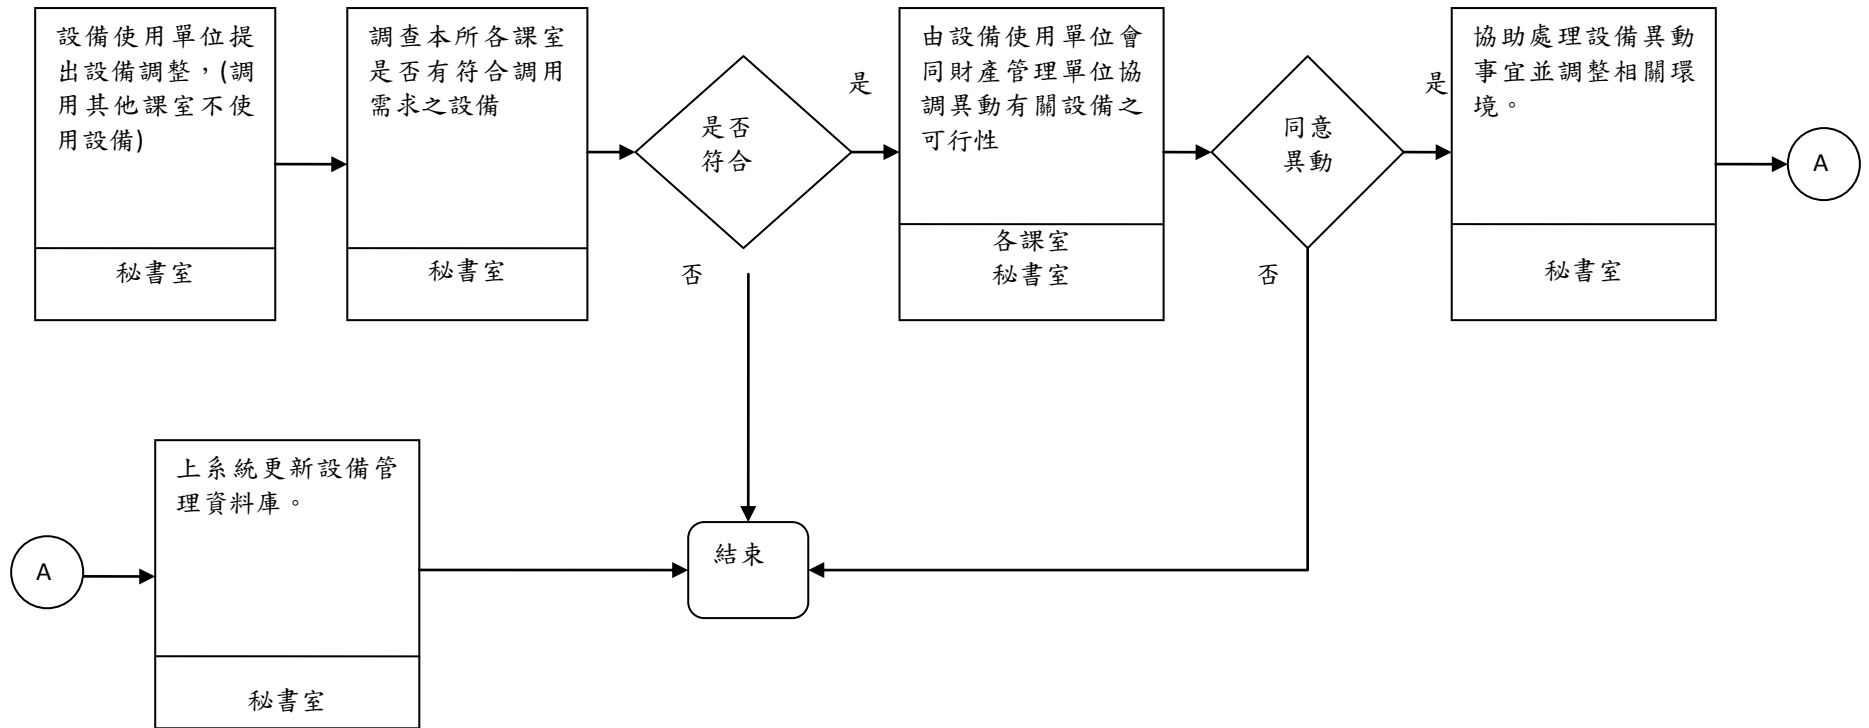 設備使用單位提
出設備調整，(調
用其他課室不使
用設備)
秘書室
調查本所各課室
是否有符合調用
需求之設備
秘書室
是否
符合
是
否
由設備使用單位會
同財產管理單位協
調異動有關設備之
可行性
各課室
秘書室
同意
異動
是
否
協助處理設備異動
事宜並調整相關環
境。
秘書室
A
A
上系統更新設備管
理資料庫。
秘書室
結束